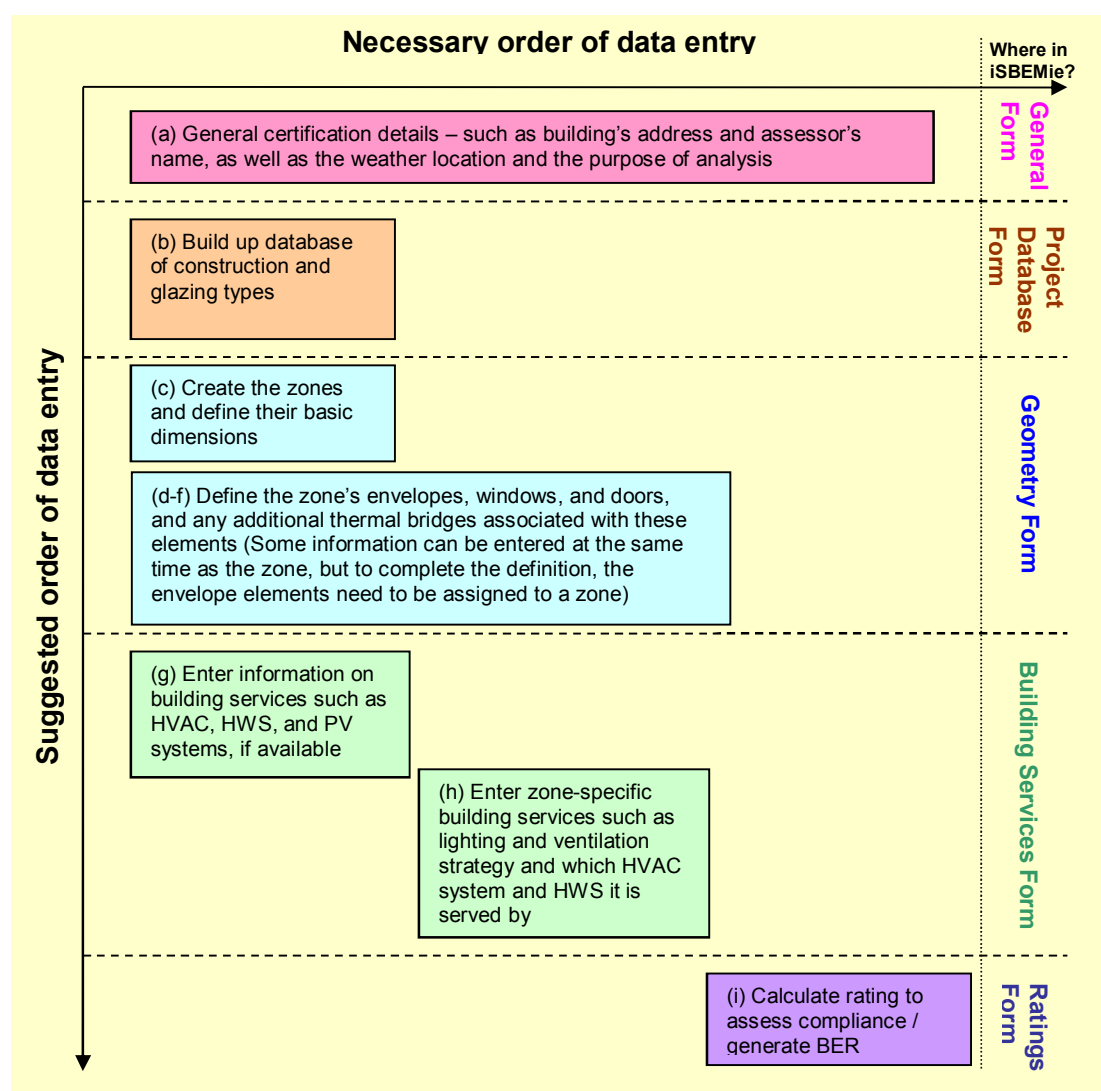 Necessary order of data entry
Where in
iSBEMie?
Suggested order of data entry
(a) General certification details – such as building's address and assessor's
name, as well as the weather location and the purpose of analysis
General
Form
(b) Build up database
of construction and
glazing types
Project
Database
Form
(c) Create the zones
and define their basic
dimensions
(d-f) Define the zone's envelopes, windows, and doors,
and any additional thermal bridges associated with these
elements (Some information can be entered at the same
time as the zone, but to complete the definition, the
envelope elements need to be assigned to a zone)
Geometry Form
(g) Enter information on
building services such as
HVAC, HWS, and PV
systems, if available
(h) Enter zone-specific
building services such as
lighting and ventilation
strategy and which HVAC
system and HWS it is
served by
Building Services Form
(i) Calculate rating to
assess compliance /
generate BER
Ratings
Form